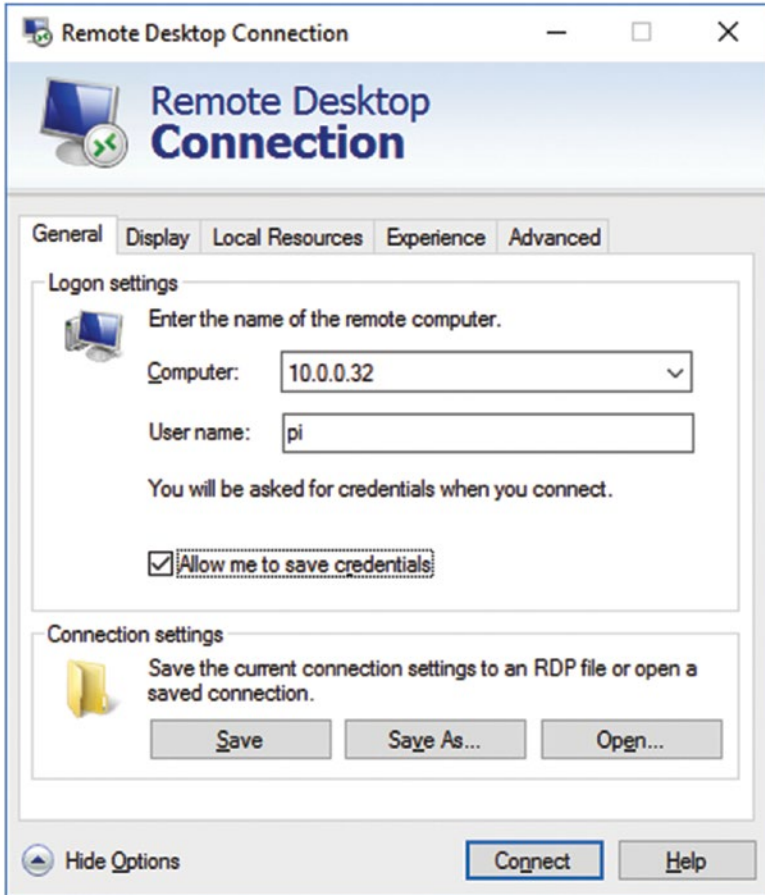 Remote Desktop Connection
Remote Desktop
Connection
General Display Local Resources Experience Advanced
Logon settings
Enter the name of the remote computer.
Computer: 10.0.0.32
User name: pi
You will be asked for credentials when you connect.
Allow me to save credentials
Connection settings
Save the current connection settings to an RDP file or open a
saved connection.
Save Save As... Open...
Hide Options Connect Help